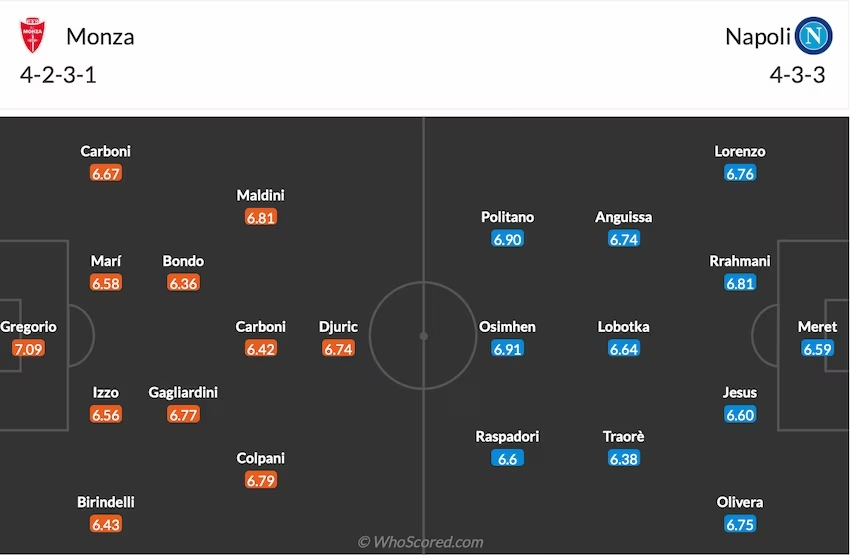 Monza
Napoli
N
4-2-3-1
4-3-3
MONZA
Carboni
6.67
Lorenzo
6.76
Maldini
6.81
Politano
6.90
Anguissa
6.74
Marí
6.58
Bondo
6.36
Rrahmani
6.81
Gregorio
7.09
Carboni
6.42
Djuric
6.74
Osimhen
6.91
Lobotka
6.64
Meret
6.59
Izzo
6.56
Gagliardini
6.77
Jesus
6.60
Colpani
6.79
Raspadori
6.6
Traorè
6.38
Birindelli
6.43
Olivera
6.75
© WhoScored.com